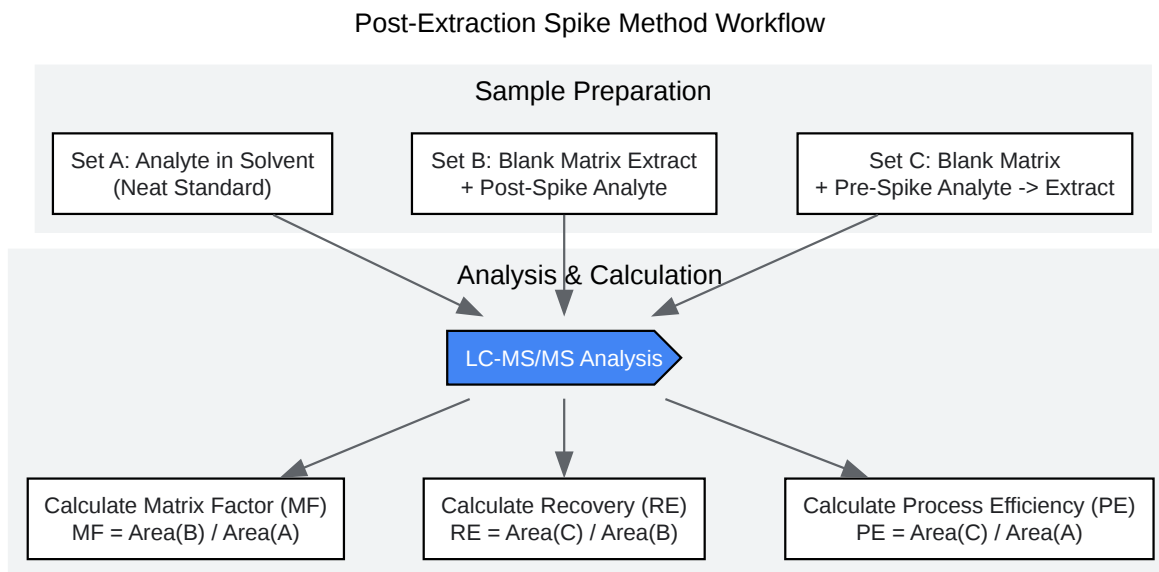 Post-Extraction Spike Method Workflow
Sample Preparation
Set A: Analyte in Solvent
(Neat Standard)
Set B: Blank Matrix Extract
+ Post-Spike Analyte
Set C: Blank Matrix
+ Pre-Spike Analyte -> Extract
Analysis & Calculation
LC-MS/MS Analysis
Calculate Matrix Factor (MF)
MF = Area(B) / Area(A)
Calculate Recovery (RE)
RE = Area(C) / Area(B)
Calculate Process Efficiency (PE)
PE = Area(C) / Area(A)